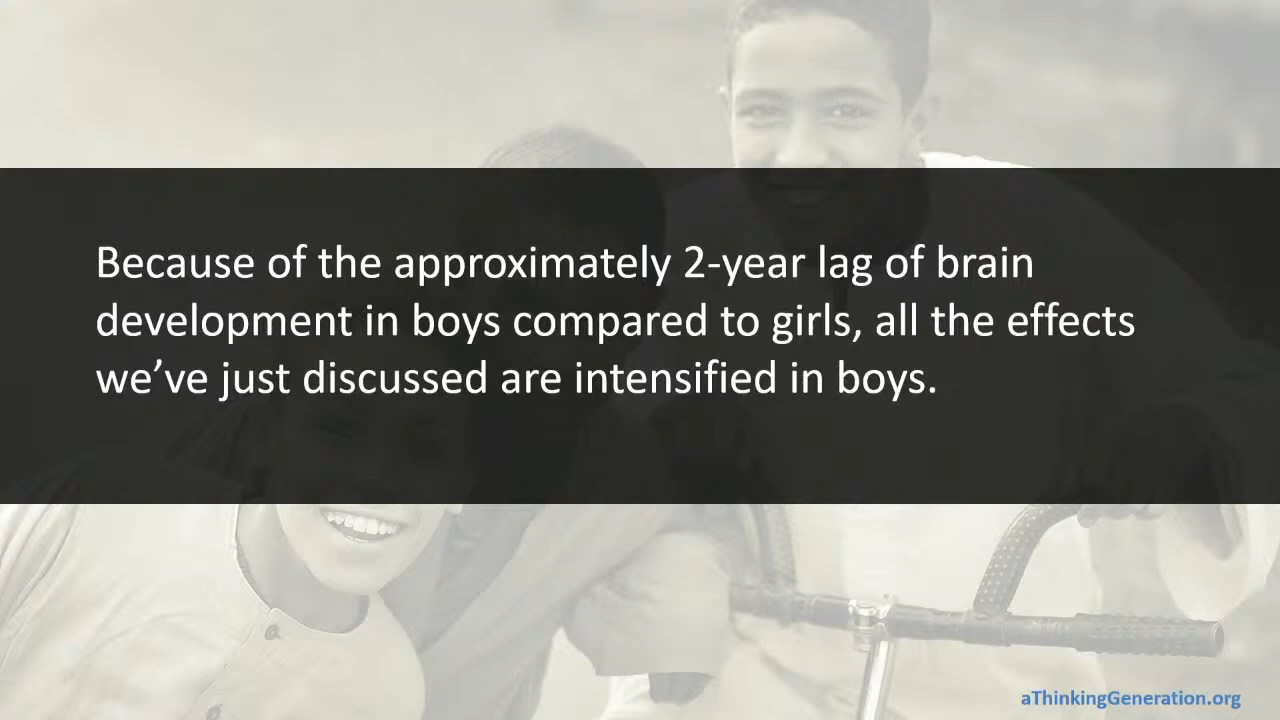 Because of the approximately 2-year lag of brain
development in boys compared to girls, all the effects
we’ve just discussed are intensified in boys.
aThinkingGeneration.org